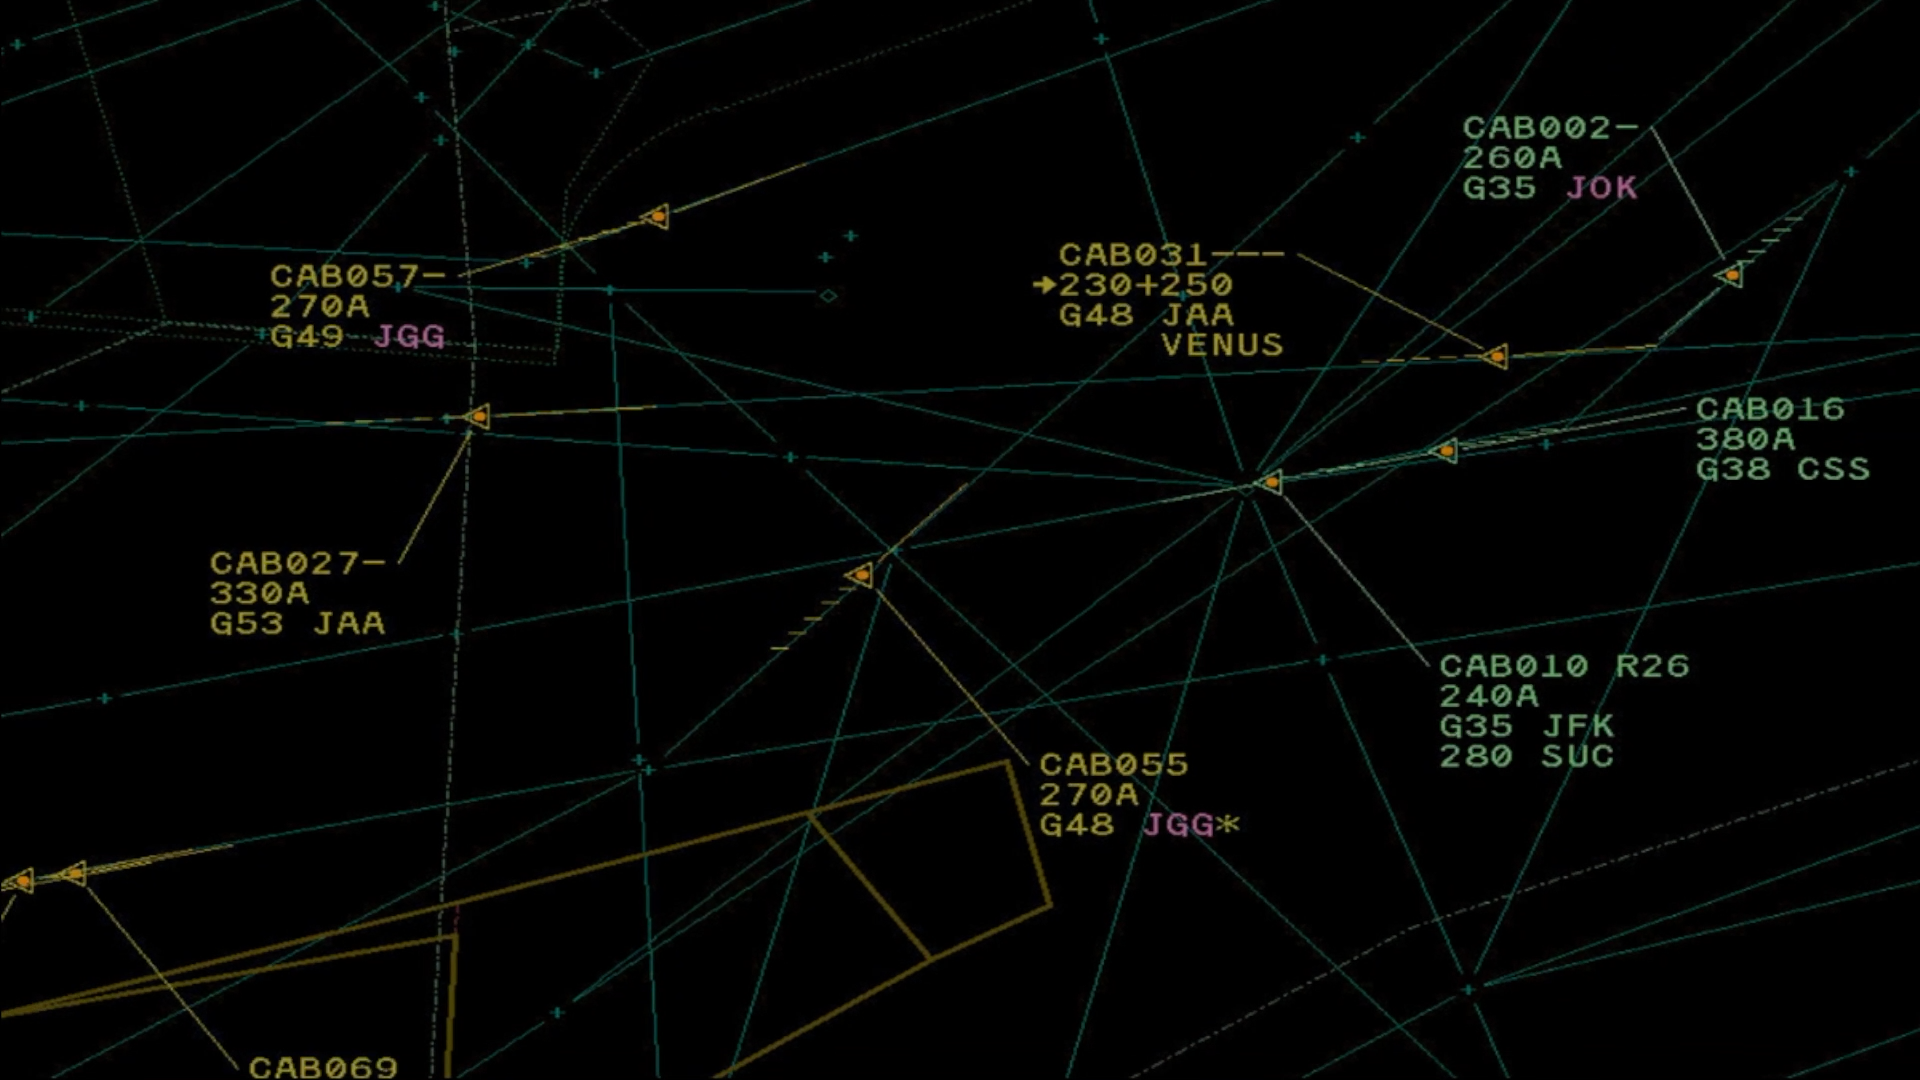 CAB002-
260A
G35 JOK
CAB031---
→230+250
G48 JAA
VENUS
CAB057-
270A
G49 JGG
CAB016
380A
G38 CSS
CAB027-
330A
G53 JAA
CAB010 R26
240A
G35 JFK
280 SUC
CAB055
270A
G48 JGG*
CAB069